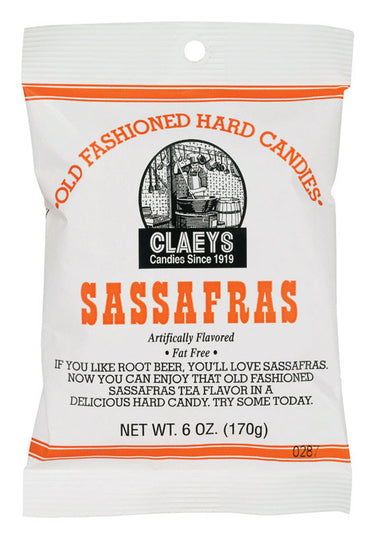 "OLD FASHIONED HARD CANDIES"
CLAEYS
Candies Since 1919
SASSAFRAS
Artifically Flavored
• Fat Free •
IF YOU LIKE ROOT BEER, YOU'LL LOVE SASSAFRAS.
NOW YOU CAN ENJOY THAT OLD FASHIONED
SASSAFRAS TEA FLAVOR IN A
DELICIOUS HARD CANDY. TRY SOME TODAY.
NET WT. 6 OZ. (170g)
0287